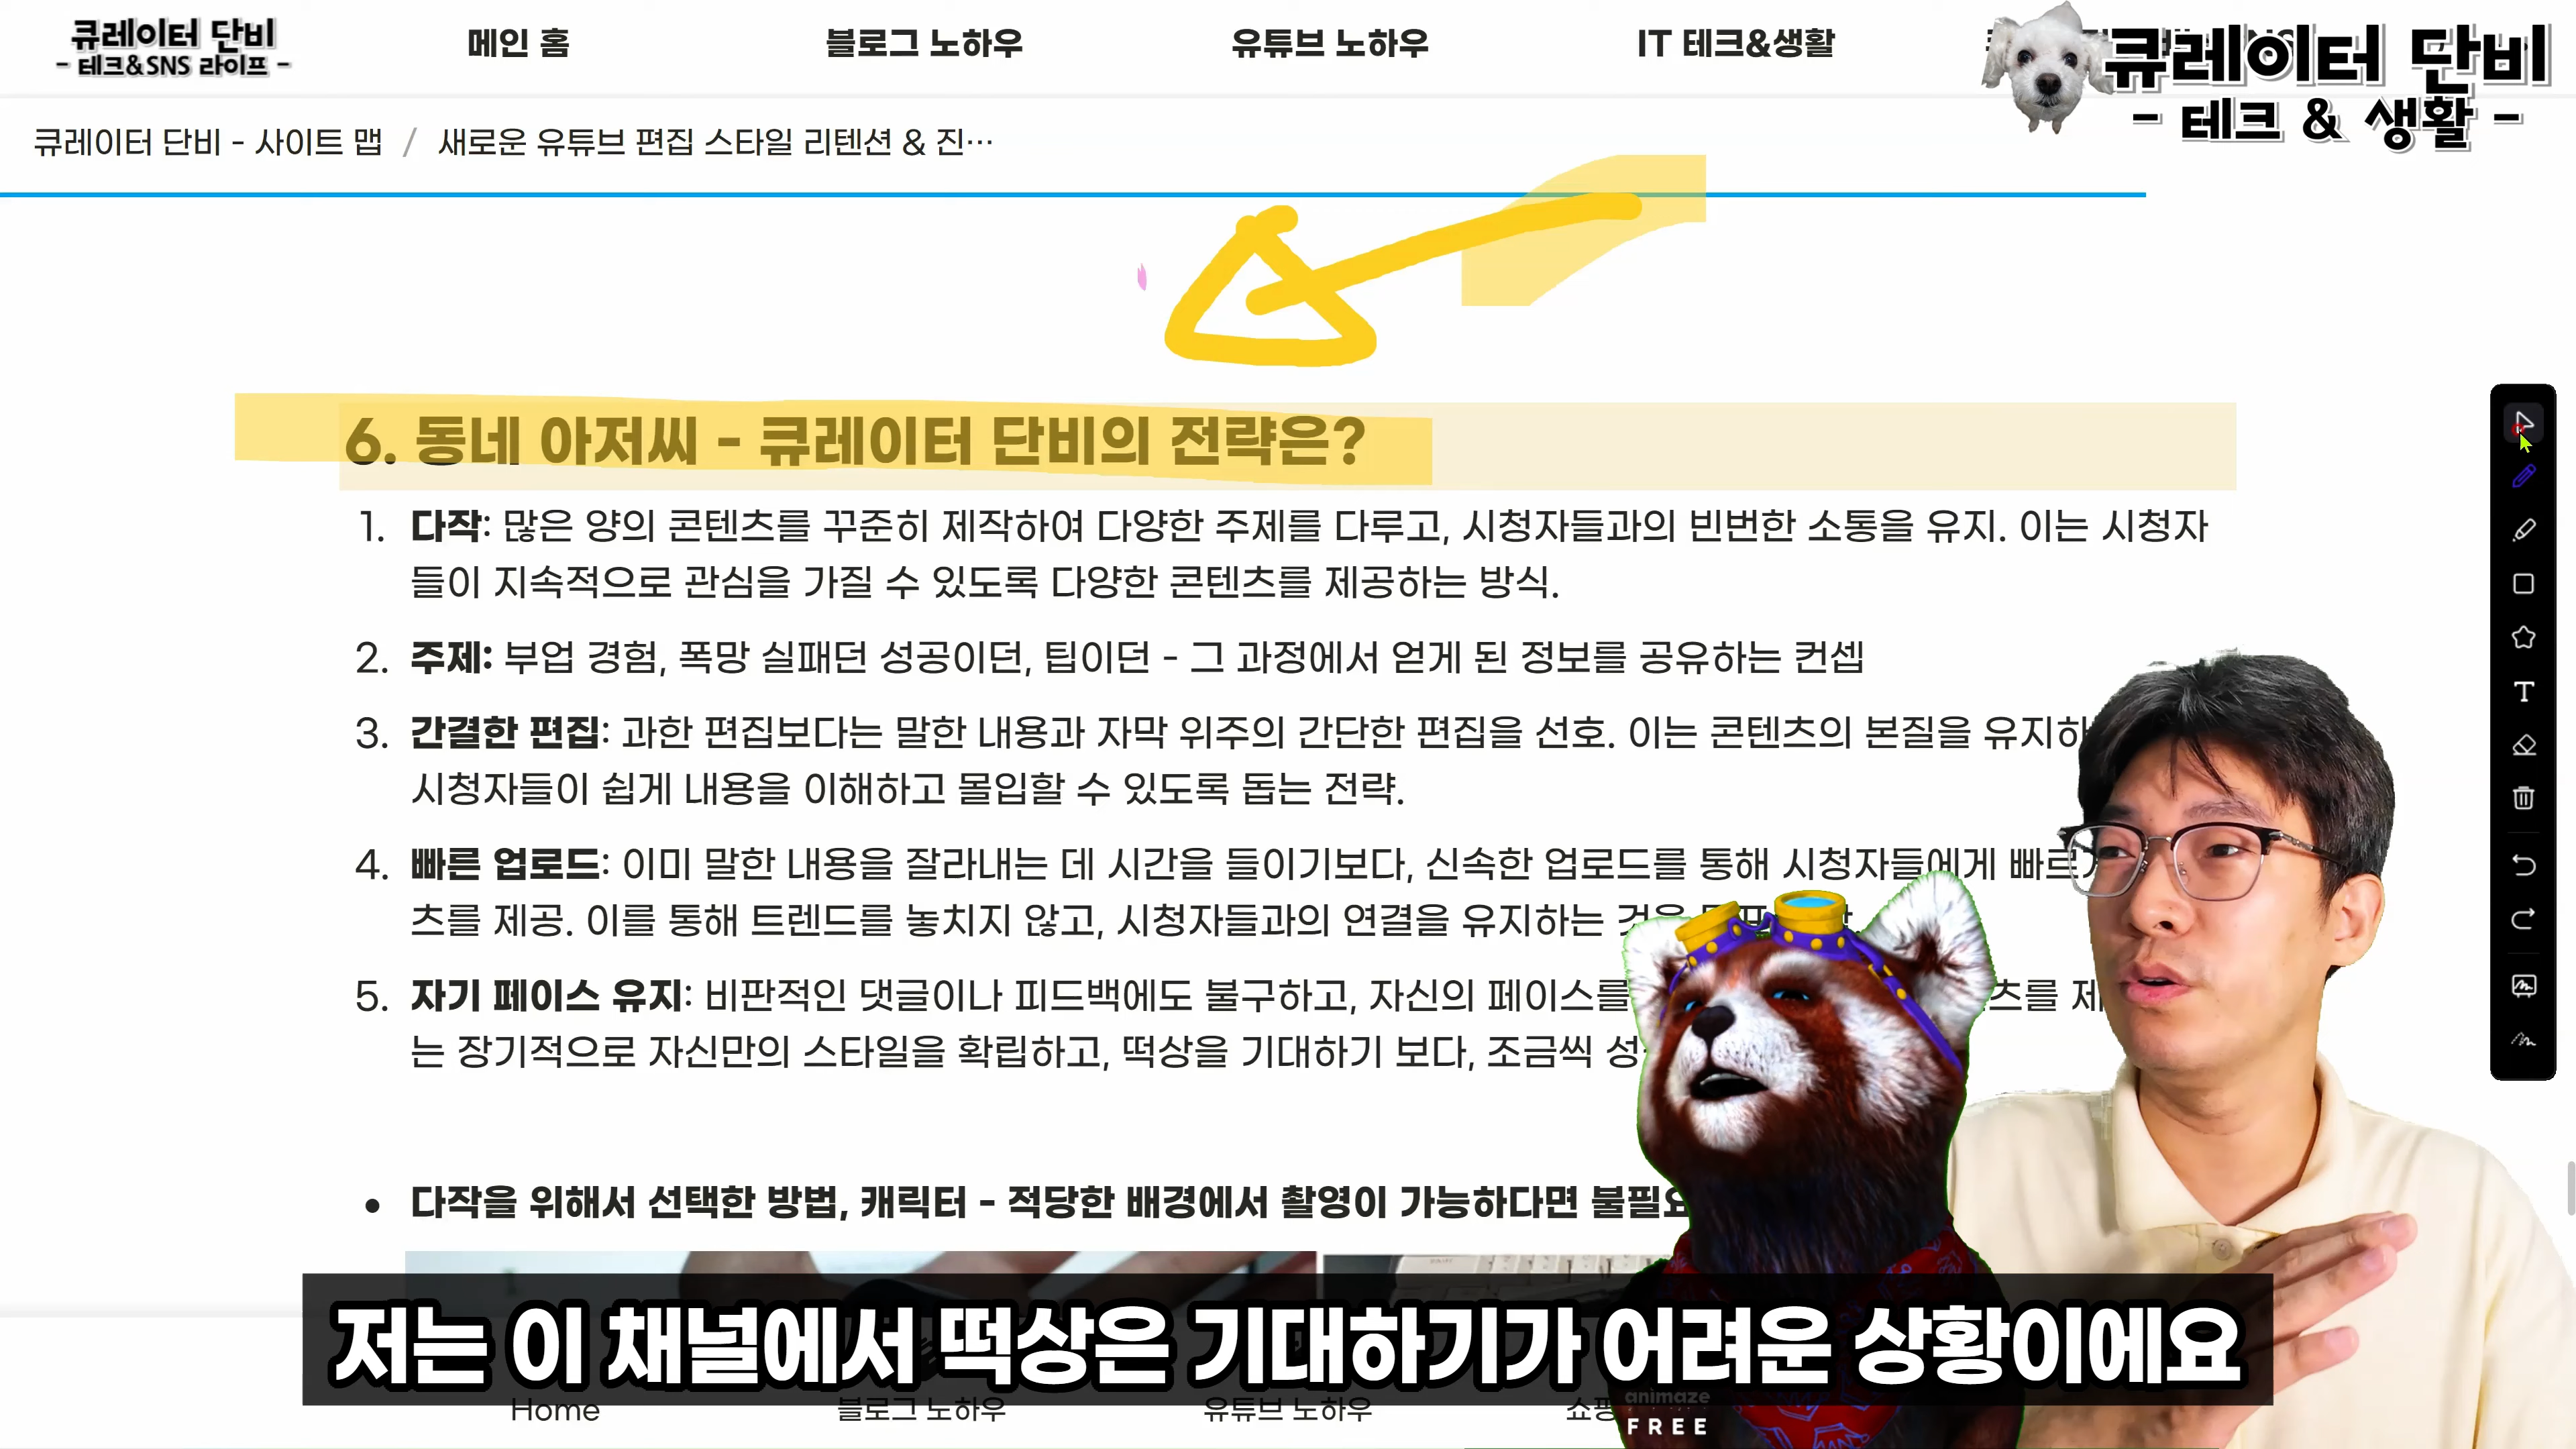 큐레이터 단비
- 테크&SNS 라이프 -
메인 홈
블로그 노하우
유튜브 노하우
IT 테크&생활
큐레이터 단비
- 테크 & 생활 -
큐레이터 단비 - 사이트 맵 / 새로운 유튜브 편집 스타일 리텐션 & 진…
6. 동네 아저씨 - 큐레이터 단비의 전략은?
1. 다작: 많은 양의 콘텐츠를 꾸준히 제작하여 다양한 주제를 다루고, 시청자들과의 빈번한 소통을 유지. 이는 시청자
들이 지속적으로 관심을 가질 수 있도록 다양한 콘텐츠를 제공하는 방식.
2. 주제: 부업 경험, 폭망 실패던 성공이던, 팁이던 - 그 과정에서 얻게 된 정보를 공유하는 컨셉
3. 간결한 편집: 과한 편집보다는 말한 내용과 자막 위주의 간단한 편집을 선호. 이는 콘텐츠의 본질을 유지하
시청자들이 쉽게 내용을 이해하고 몰입할 수 있도록 돕는 전략.
4. 빠른 업로드: 이미 말한 내용을 잘라내는 데 시간을 들이기보다, 신속한 업로드를 통해 시청자들에게 빠르
츠를 제공. 이를 통해 트렌드를 놓치지 않고, 시청자들과의 연결을 유지하는 것을
5. 자기 페이스 유지: 비판적인 댓글이나 피드백에도 불구하고, 자신의 페이스를 츠를 제
는 장기적으로 자신만의 스타일을 확립하고, 떡상을 기대하기 보다, 조금씩
• 다작을 위해서 선택한 방법, 캐릭터 - 적당한 배경에서 촬영이 가능하다면 불필요
저는 이 채널에서 떡상은 기대하기가 어려운 상황이에요
Home
블로그 노하우
유튜브 노하우
쇼핑
animaze
FREE